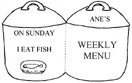 ON SUNDAY
I EAT FISH
ANE'S
WEEKLY
MENU